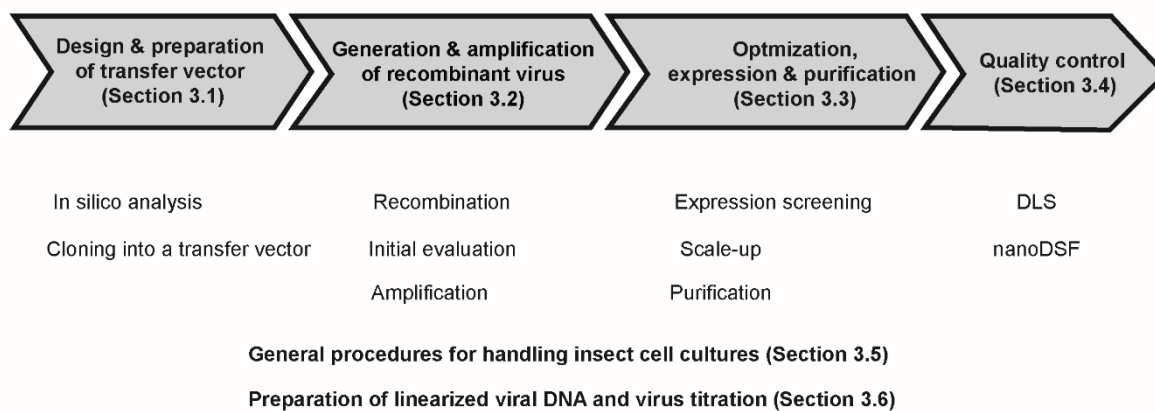 Design & preparation
of transfer vector
(Section 3.1)
Generation & amplification
of recombinant virus
(Section 3.2)
Optmization,
expression & purification
(Section 3.3)
Quality control
(Section 3.4)
In silico analysis
Cloning into a transfer vector
Recombination
Initial evaluation
Amplification
Expression screening
Scale-up
Purification
DLS
nanoDSF
General procedures for handling insect cell cultures (Section 3.5)
Preparation of linearized viral DNA and virus titration (Section 3.6)